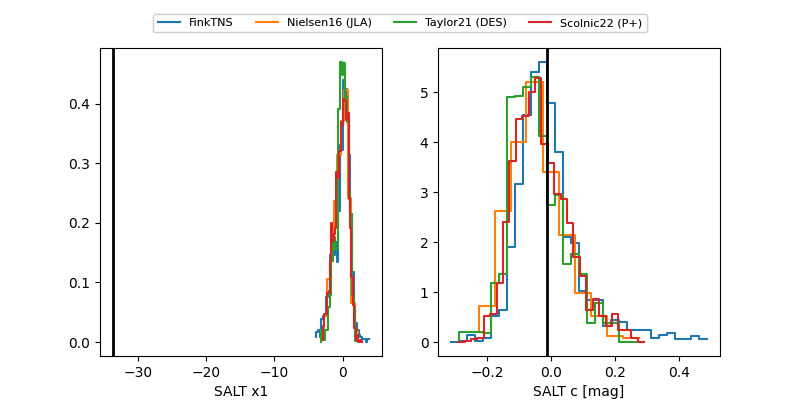 FinkTNS Nielsen16 (JLA) Taylor21 (DES) Scolnic22 (P+)
0.4
0.3
0.2
0.1
0.0
−30 −20 −10 0
SALT x1
5
4
3
2
1
0
−0.2 0.0 0.2 0.4
SALT c [mag]